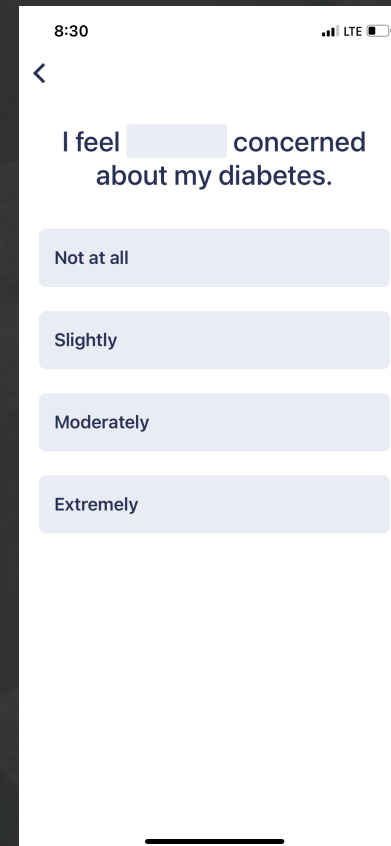 8:30
LTE
I feel concerned
about my diabetes.
Not at all
Slightly
Moderately
Extremely